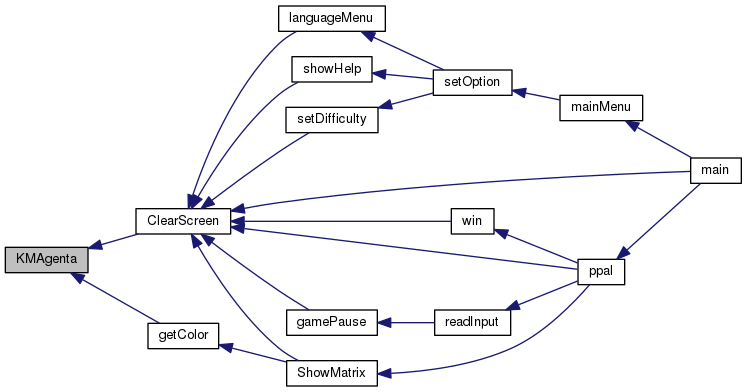 languageMenu
showHelp
setOption
mainMenu
setDifficulty
main
ClearScreen
win
KMAgenta
ppal
gamePause
readInput
getColor
ShowMatrix